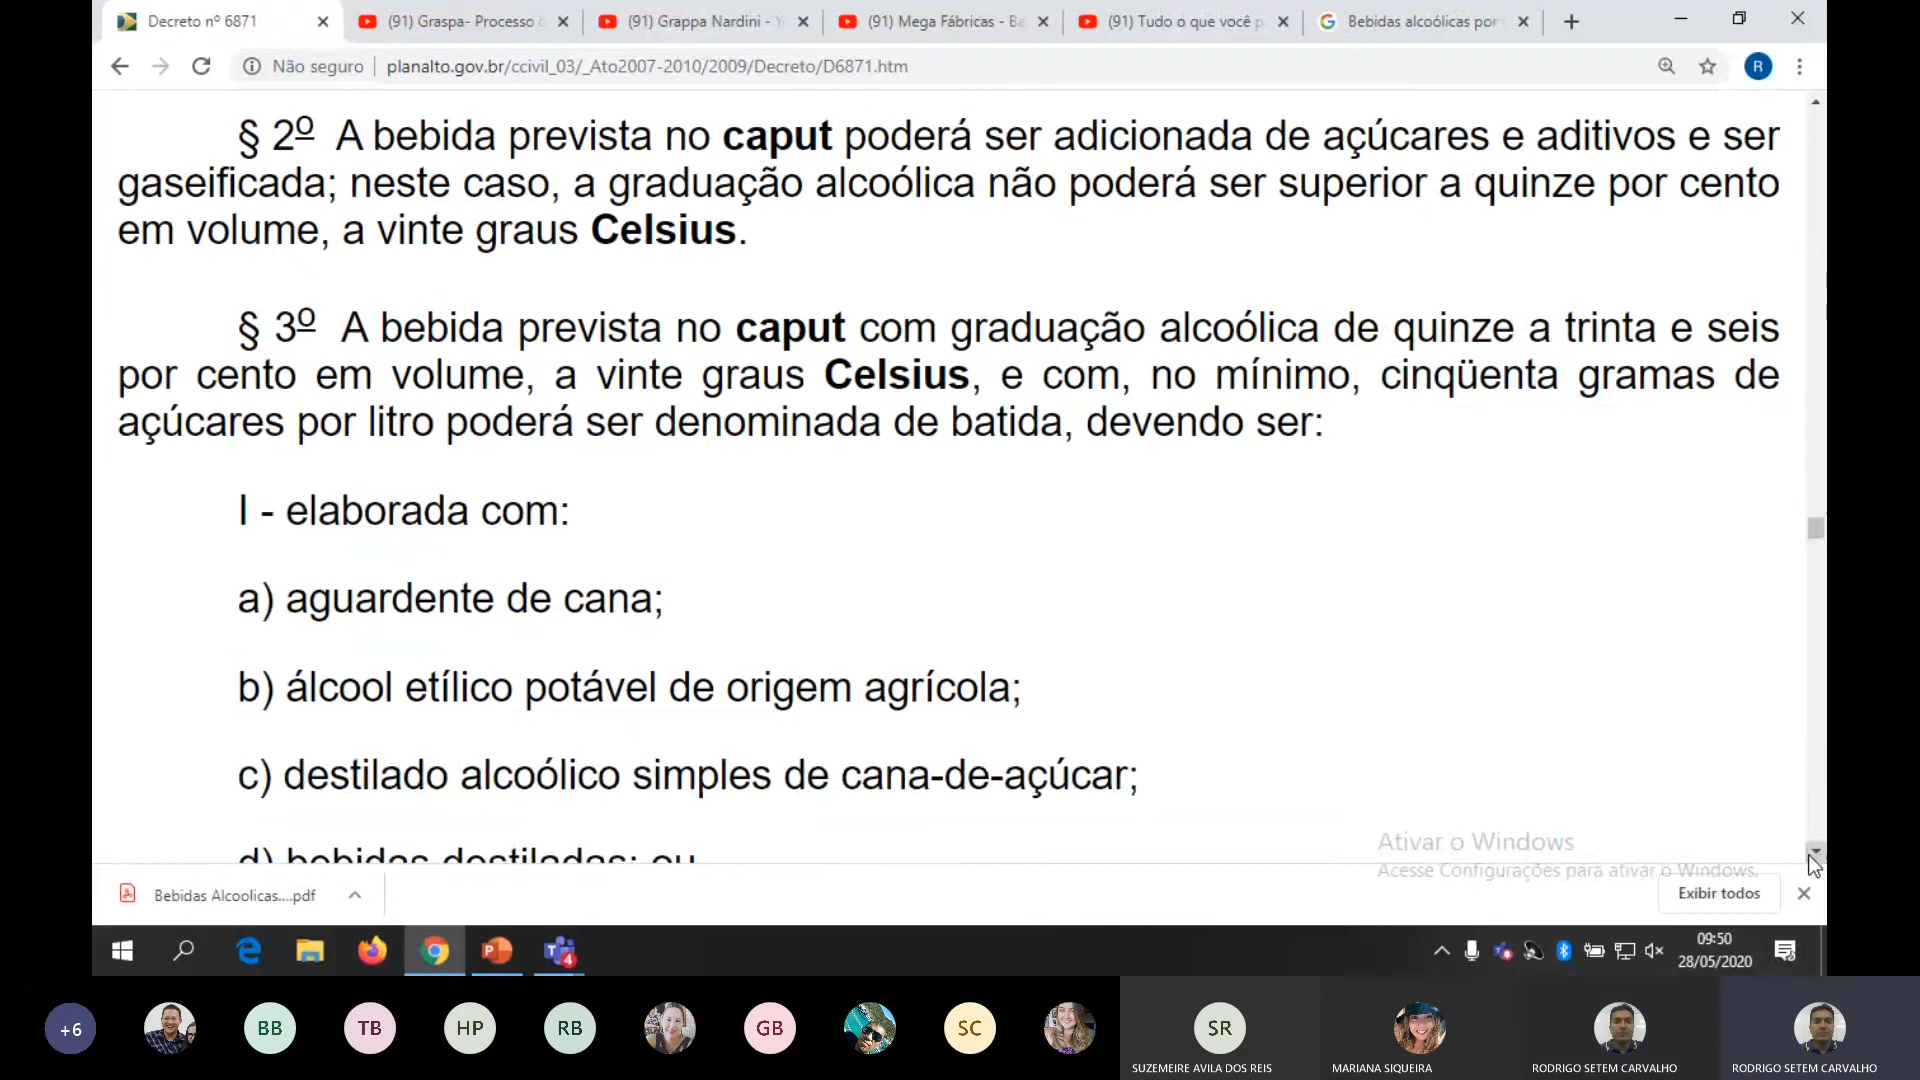 Decreto nº 6871
(91) Graspa- Processo
(91) Grappa Nardini -
(91) Mega Fábricas - Ba
(91) Tudo o que você p
Bebidas alcoólicas por
Não seguro
planalto.gov.br/ccivil_03/_Ato2007-2010/2009/Decreto/D6871.htm
R
§ 2º A bebida prevista no caput poderá ser adicionada de açúcares e aditivos e ser
gaseificada; neste caso, a graduação alcoólica não poderá ser superior a quinze por cento
em volume, a vinte graus Celsius.
§ 3º A bebida prevista no caput com graduação alcoólica de quinze a trinta e seis
por cento em volume, a vinte graus Celsius, e com, no mínimo, cinqüenta gramas de
açúcares por litro poderá ser denominada de batida, devendo ser:
I - elaborada com:
a) aguardente de cana;
b) álcool etílico potável de origem agrícola;
c) destilado alcoólico simples de cana-de-açúcar;
d) bebidas destiladas; ou
Ativar o Windows
Acesse Configurações para ativar o Windows.
Bebidas Alcoolicas....pdf
Exibir todos
09:50
28/05/2020
4
+6
BB
TB
HP
RB
GB
SC
SR
SUZEMEIRE AVILA DOS REIS
MARIANA SIQUEIRA
RODRIGO SETEM CARVALHO
RODRIGO SETEM CARVALHO